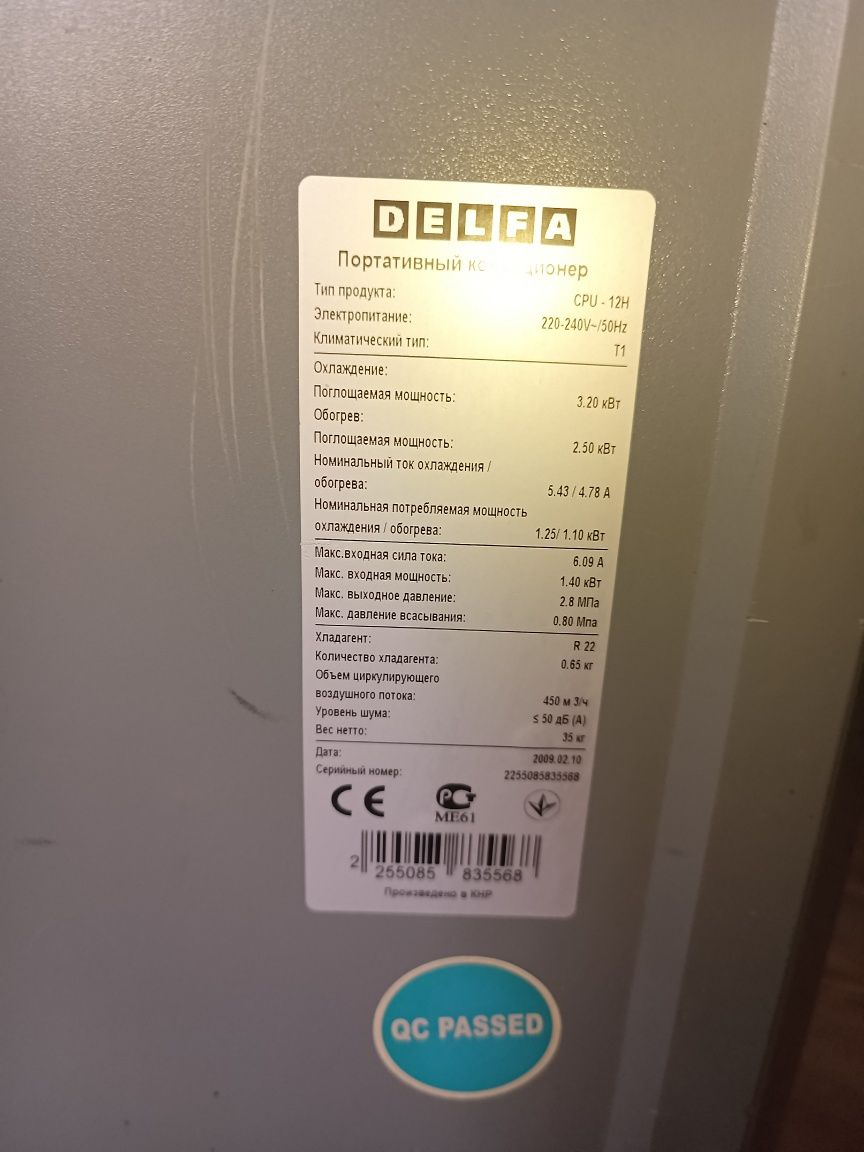 DELFA
Портативный
Тип продукта: CPU - 12H
Электропитание: 220-240V~/50Hz
Климатический тип: T1
Охлаждение:
Поглощаемая мощность: 3.20 кВт
Обогрев:
Поглощаемая мощность: 2.50 кВт
Номинальный ток охлаждения /
обогрева: 5.43 / 4.78 А
Номинальная потребляемая мощность
охлаждения / обогрева: 1.25/ 1.10 кВт
Макс.входная сила тока: 6.09 А
Макс. входная мощность: 1.40 кВт
Макс. выходное давление: 2.8 МПа
Макс. давление всасывания: 0.80 Мпа
Хладагент: R 22
Количество хладагента: 0.65 кг
Объем циркулирующего
воздушного потока: 450 м 3/ч
Уровень шума: ≤ 50 дБ (А)
Вес нетто: 35 кг
Дата: 2009.02.10
Серийный номер: 2255085835568
CE РСТ
ME61
2 255085 835568
Произведено в КНР
QC PASSED